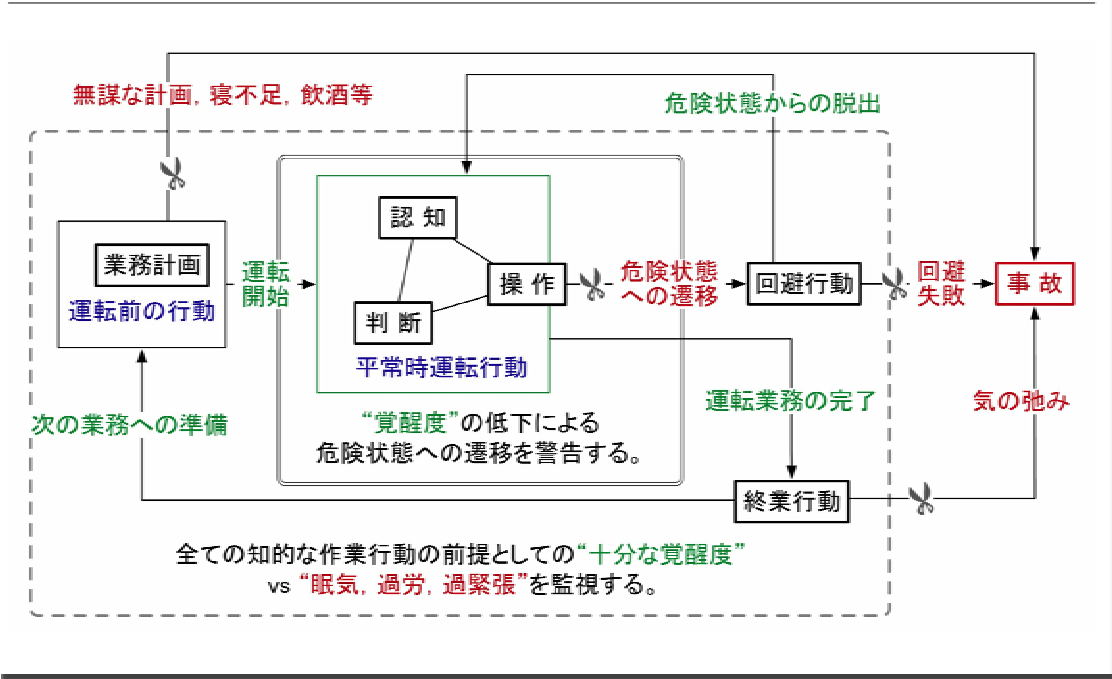 無謀な計画，寝不足，飲酒等
危険状態からの脱出
認 知
業務計画
運転前の行動
運転
開始
操 作
危険状態
への遷移
回避行動
回避
失敗
事 故
判 断
平常時運転行動
次の業務への準備
“覚醒度”の低下による
危険状態への遷移を警告する。
運転業務の完了
気の弛み
終業行動
全ての知的な作業行動の前提としての“十分な覚醒度”
vs “眠気，過労，過緊張”を監視する。